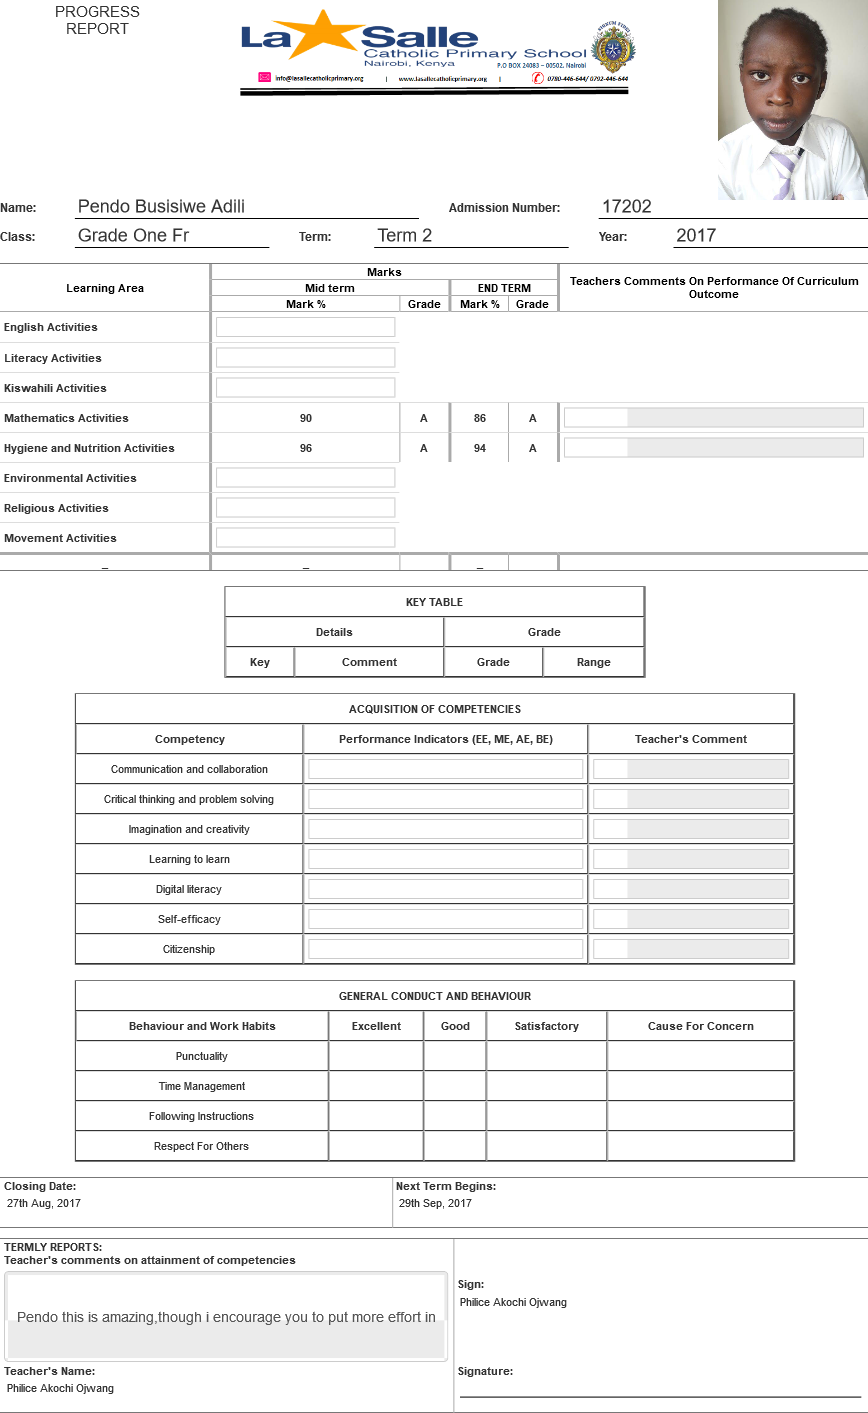 PROGRESS
REPORT
La Salle
Catholic Primary School
Nairobi, Kenya
P.O BOX 24083 – 00502, Nairobi
info@lasallecatholicprimary.org | www.lasallecatholicprimary.org | 0780-446-644/ 0792-446-644
Name: Pendo Busisiwe Adili Admission Number: 17202
Class: Grade One Fr Term: Term 2 Year: 2017
Learning Area Marks Teachers Comments On Performance Of Curriculum Outcome
Mid term END TERM
Mark % Grade Mark % Grade
English Activities
Literacy Activities
Kiswahili Activities
Mathematics Activities 90 A 86 A
Hygiene and Nutrition Activities 96 A 94 A
Environmental Activities
Religious Activities
Movement Activities
– – –
KEY TABLE
Details Grade
Key Comment Grade Range
ACQUISITION OF COMPETENCIES
Competency Performance Indicators (EE, ME, AE, BE) Teacher's Comment
Communication and collaboration
Critical thinking and problem solving
Imagination and creativity
Learning to learn
Digital literacy
Self-efficacy
Citizenship
GENERAL CONDUCT AND BEHAVIOUR
Behaviour and Work Habits Excellent Good Satisfactory Cause For Concern
Punctuality
Time Management
Following Instructions
Respect For Others
Closing Date: Next Term Begins:
27th Aug, 2017 29th Sep, 2017
TERMLY REPORTS:
Teacher's comments on attainment of competencies
Pendo this is amazing,though i encourage you to put more effort in
Sign:
Philice Akochi Ojwang
Teacher's Name: Signature:
Philice Akochi Ojwang